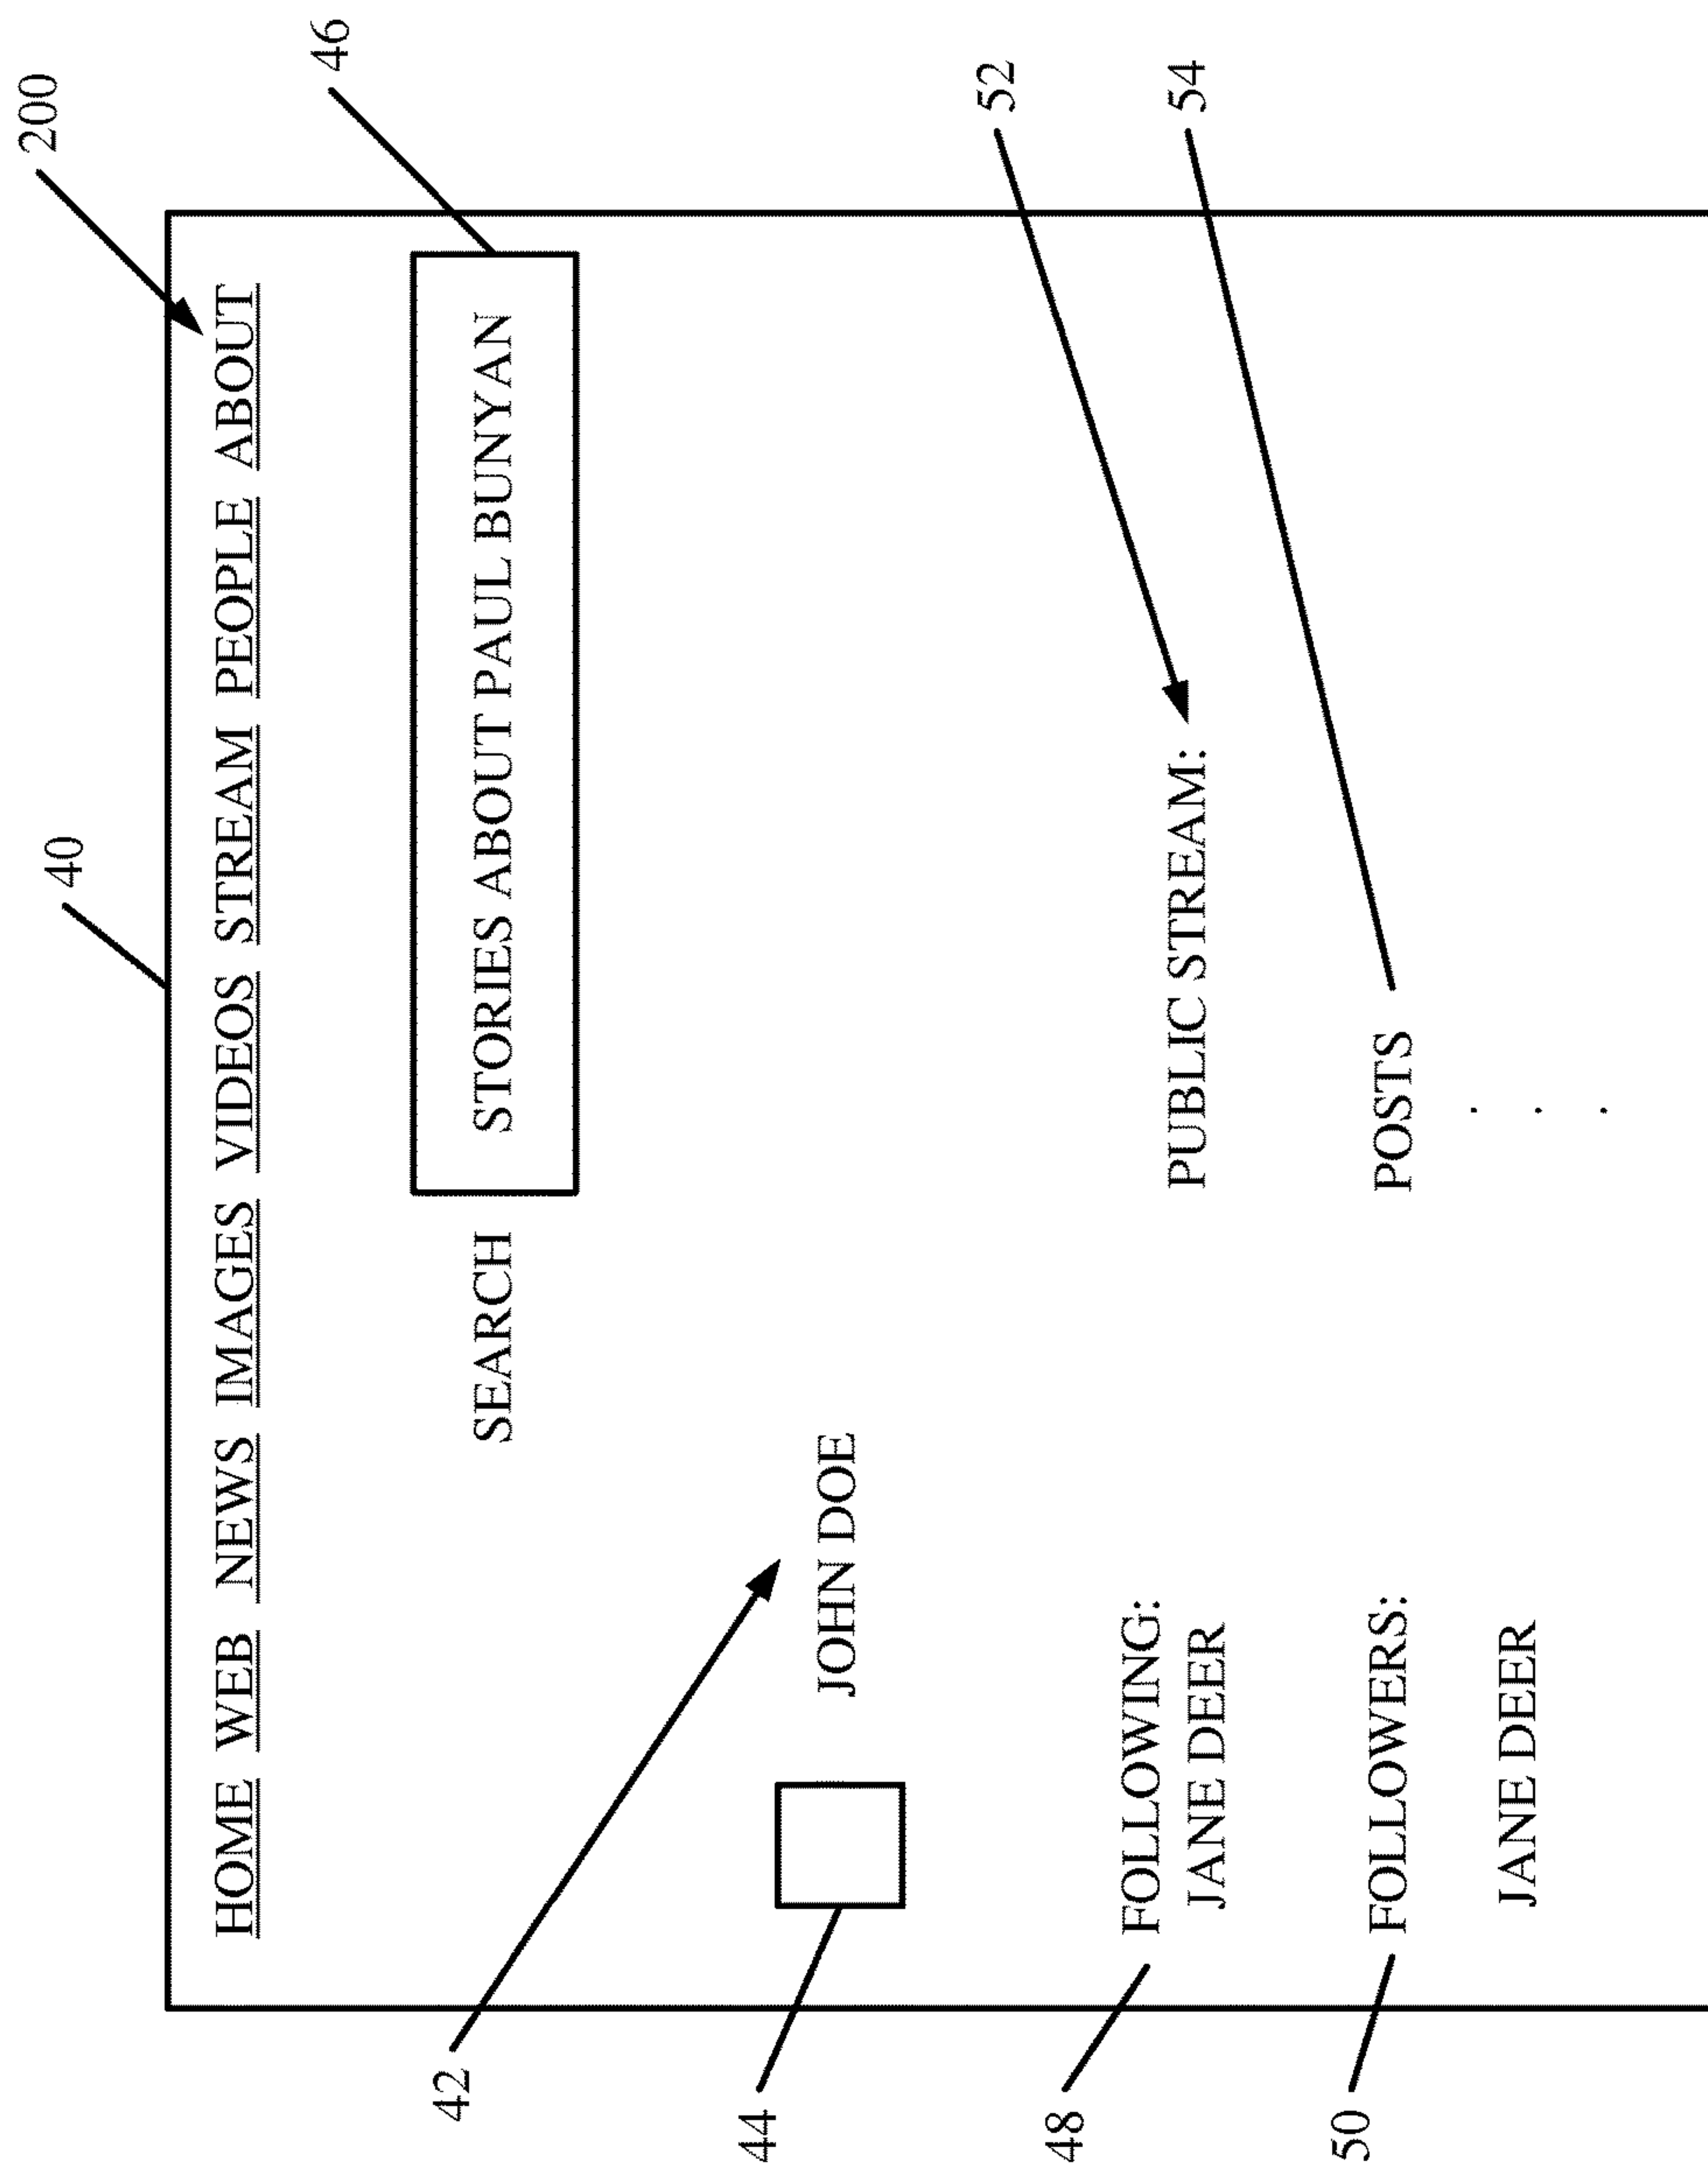 200
40
46
HOME WEB NEWS IMAGES VIDEOS STREAM PEOPLE ABOUT
SEARCH STORIES ABOUT PAUL BUNYAN
42
JOHN DOE
44
52
48
FOLLOWING:
JANE DEER
PUBLIC STREAM:
54
50
FOLLOWERS:
POSTS
JANE DEER